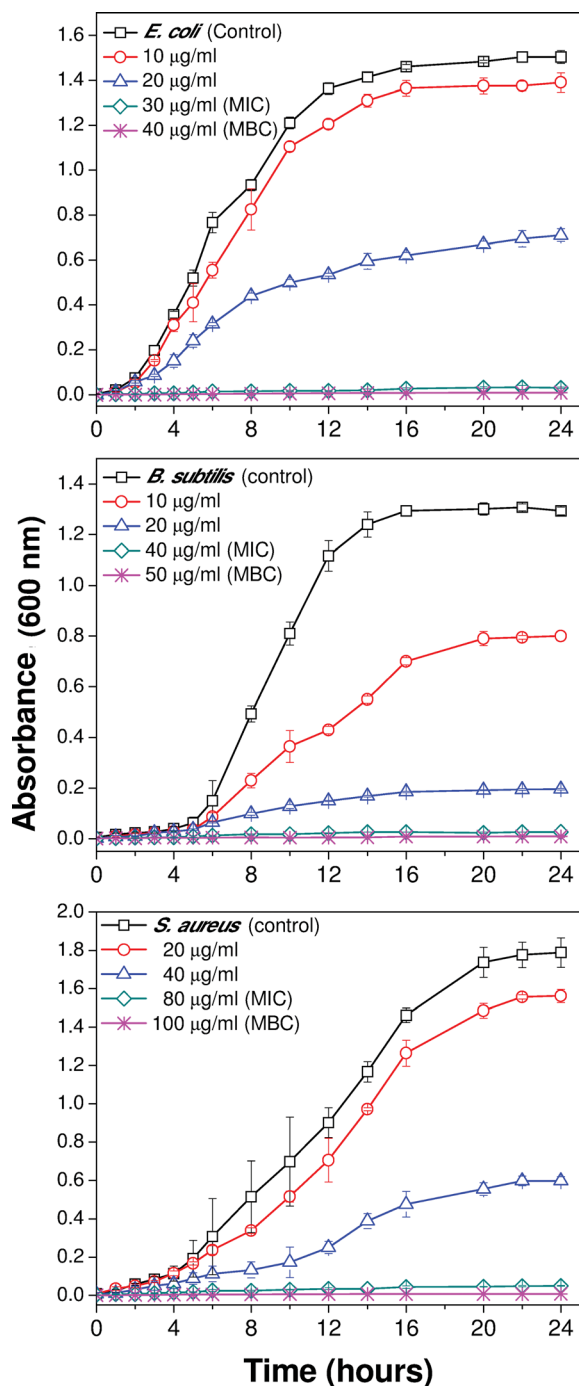 E. coli (Control)
10 µg/ml
20 µg/ml
30 µg/ml (MIC)
40 µg/ml (MBC)
1.6
1.4
1.2
1.0
0.8
0.6
0.4
0.2
0.0
0 4 8 12 16 20 24
B. subtilis (control)
10 µg/ml
20 µg/ml
40 µg/ml (MIC)
50 µg/ml (MBC)
1.4
1.2
1.0
0.8
0.6
0.4
0.2
0.0
0 4 8 12 16 20 24
Absorbance (600 nm)
S. aureus (control)
20 µg/ml
40 µg/ml
80 µg/ml (MIC)
100 µg/ml (MBC)
2.0
1.8
1.6
1.4
1.2
1.0
0.8
0.6
0.4
0.2
0.0
0 4 8 12 16 20 24
Time (hours)